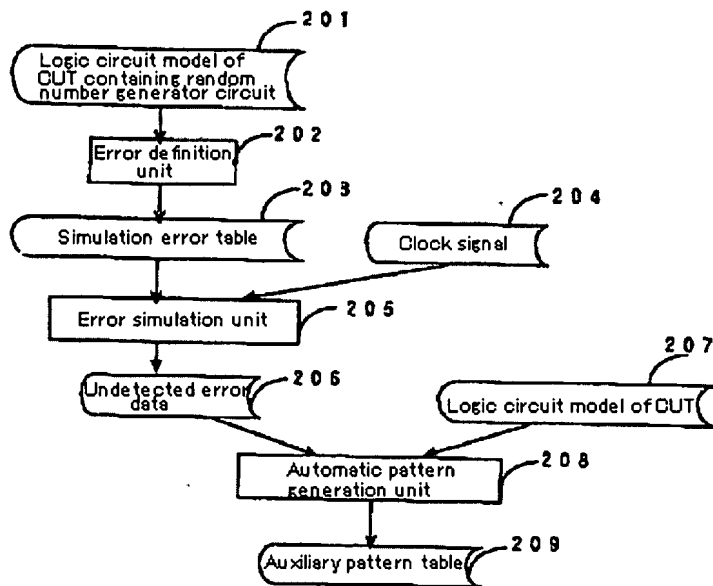 201
Logic circuit model of
CUT containing random
number generator circuit
202
Error definition
unit
203
204
Simulation error table
Clock signal
205
Error simulation unit
207
206
Undetected error
data
Logic circuit model of CUT
208
Automatic pattern
generation unit
209
Auxiliary pattern table